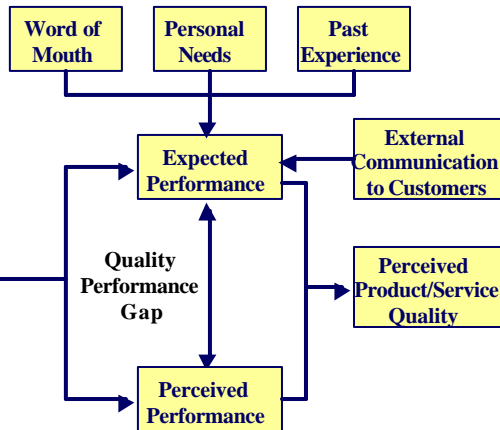 Word of
Mouth
Personal
Needs
Past
Experience
Expected
Performance
External
Communication
to Customers
Quality
Performance
Gap
Perceived
Product/Service
Quality
Perceived
Performance